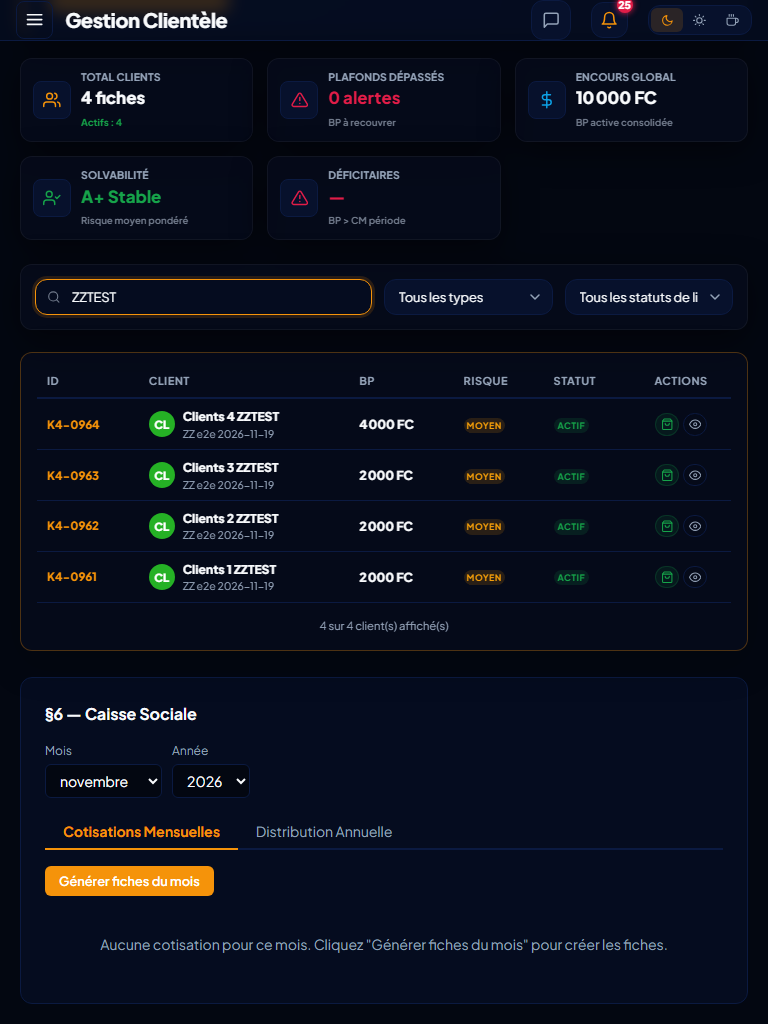 Gestion Clientèle
25
TOTAL CLIENTS
4 fiches
Actifs : 4
PLAFONDS DÉPASSÉS
0 alertes
BP à recouvrer
ENCOURS GLOBAL
10 000 FC
BP active consolidée
SOLVABILITÉ
A+ Stable
Risque moyen pondéré
DÉFICITAIRES
—
BP > CM période
ZZTEST
Tous les types
Tous les statuts de li
ID CLIENT BP RISQUE STATUT ACTIONS
K4-0964 CL Clients 4 ZZTEST 4 000 FC MOYEN ACTIF
ZZ e2e 2026-11-19
K4-0963 CL Clients 3 ZZTEST 2 000 FC MOYEN ACTIF
ZZ e2e 2026-11-19
K4-0962 CL Clients 2 ZZTEST 2 000 FC MOYEN ACTIF
ZZ e2e 2026-11-19
K4-0961 CL Clients 1 ZZTEST 2 000 FC MOYEN ACTIF
ZZ e2e 2026-11-19
4 sur 4 client(s) affiché(s)
§6 — Caisse Sociale
Mois Année
novembre 2026
Cotisations Mensuelles Distribution Annuelle
Générer fiches du mois
Aucune cotisation pour ce mois. Cliquez "Générer fiches du mois" pour créer les fiches.